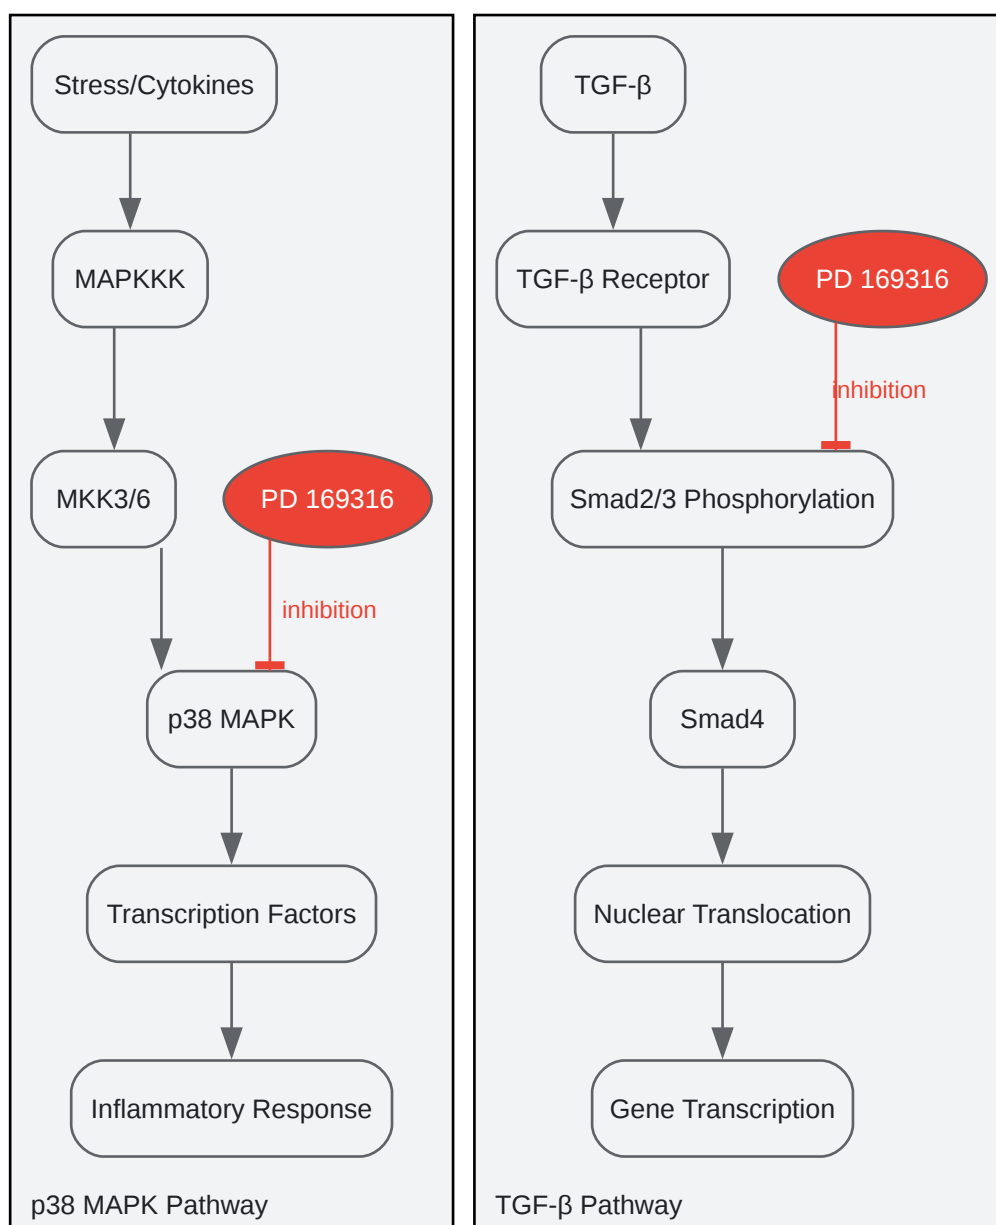 Stress/Cytokines
MAPKKK
MKK3/6
PD 169316
inhibition
p38 MAPK
Transcription Factors
Inflammatory Response
p38 MAPK Pathway
TGF-β
TGF-β Receptor
PD 169316
inhibition
Smad2/3 Phosphorylation
Smad4
Nuclear Translocation
Gene Transcription
TGF-β Pathway